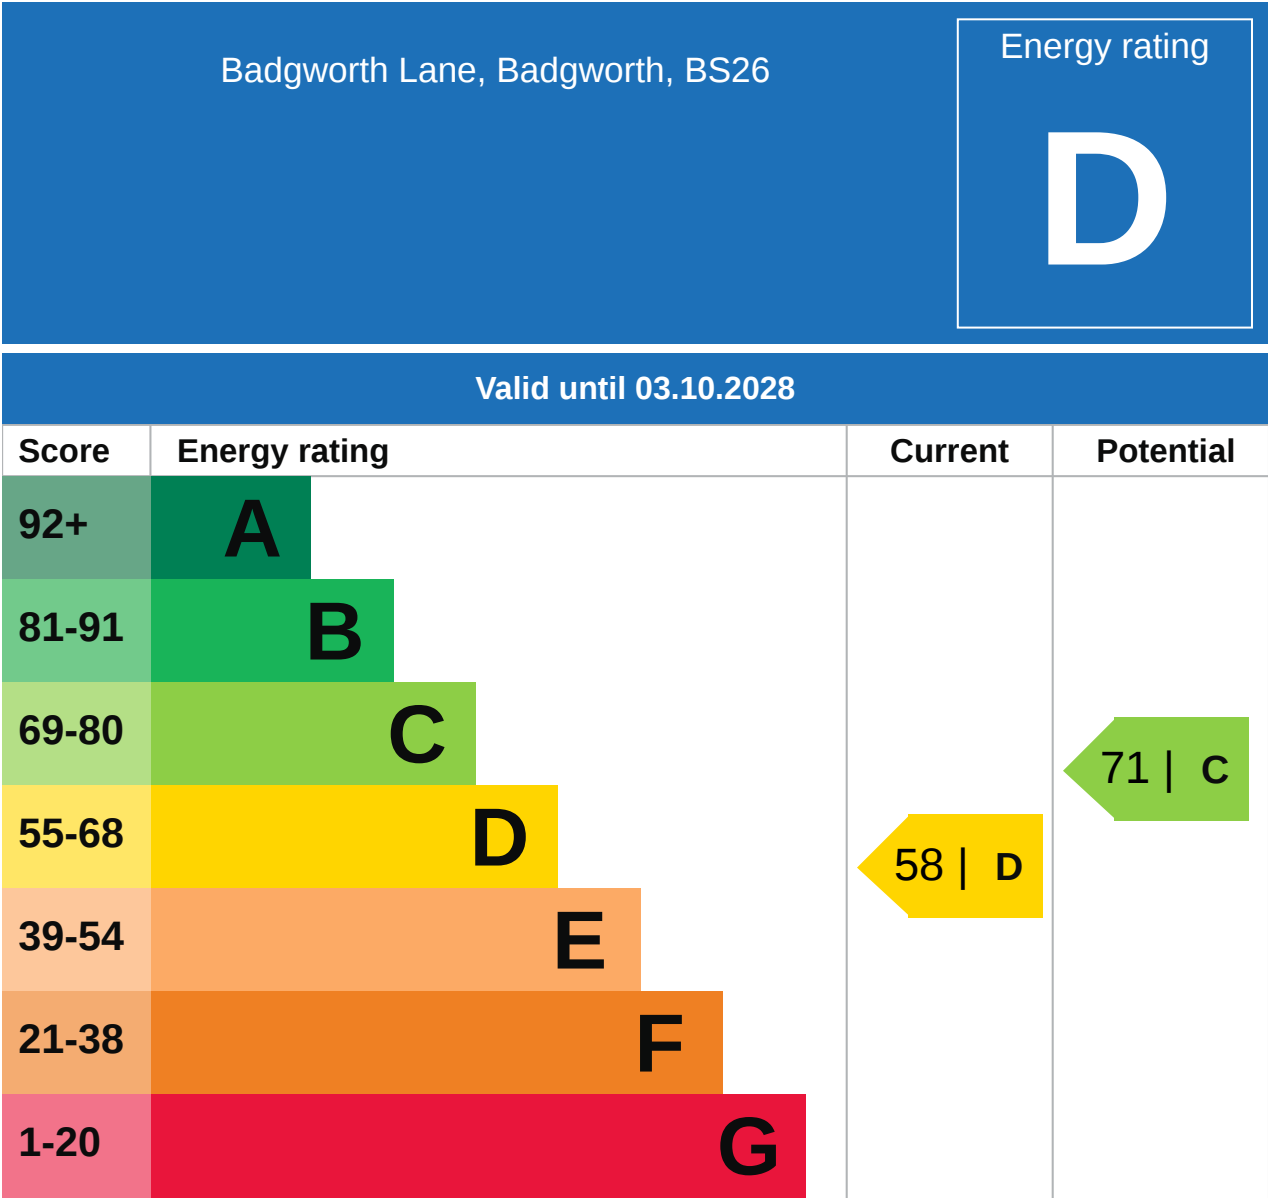 Badgworth Lane, Badgworth, BS26
Energy rating
D
Valid until 03.10.2028
Score Energy rating Current Potential
92+ A
81-91 B
69-80 C
71 | C
55-68 D
58 | D
39-54 E
21-38 F
1-20 G